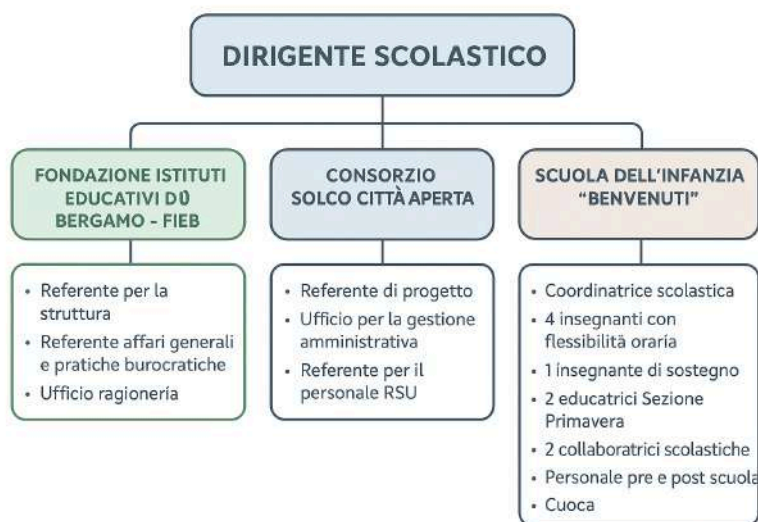 DIRIGENTE SCOLASTICO
FONDAZIONE ISTITUTI
EDUCATIVI DÙ
BERGAMO - FIEB
• Referente per la
struttura
• Referente affari generali
e pratiche burocratiche
• Ufficio ragionería
CONSORZIO
SOLCO CITTÀ APERTA
• Referente di progetto
• Ufficio per la gestione
amministrativa
• Referente per il
personale RSU
SCUOLA DELL'INFANZIA
"BENVENUTI"
• Coordinatrice scolastica
• 4 insegnanti con
flessibilità oraria
• 1 insegnante di sostegno
• 2 educatrici Sezione
Primavera
• 2 collaboratrici scolastiche
• Personale pre e post scuola
• Cuoca